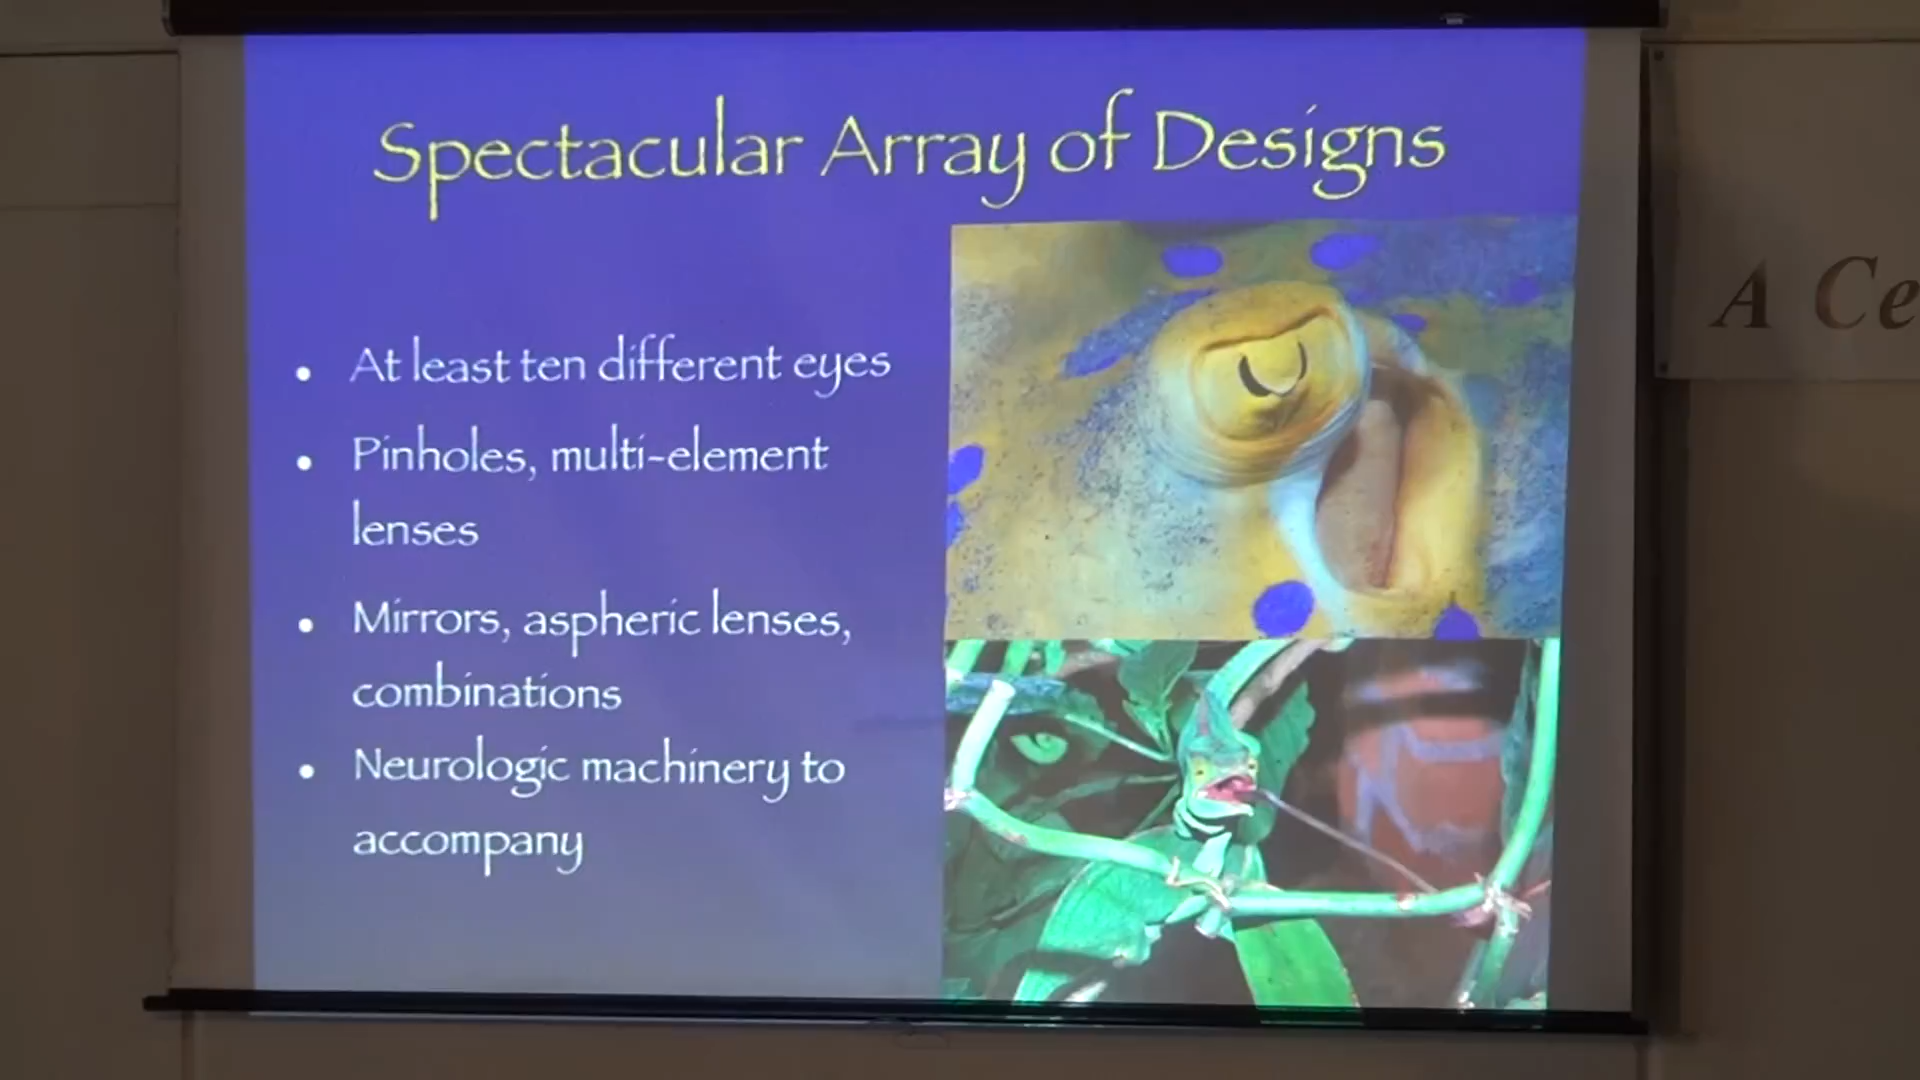 Spectacular Array of Designs
• At least ten different eyes
• Pinholes, multi-element
lenses
• Mirrors, aspheric lenses,
combinations
• Neurologic machinery to
accompany
A Ce